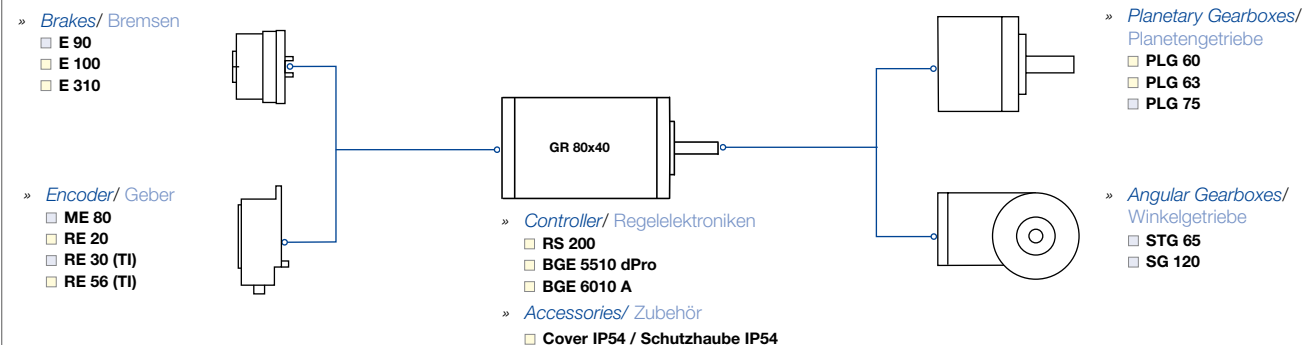 » Brakes/ Bremsen
E 90
E 100
E 310
» Encoder/ Geber
ME 80
RE 20
RE 30 (TI)
RE 56 (TI)
GR 80x40
» Controller/ Regelelektroniken
RS 200
BGE 5510 dPro
BGE 6010 A
» Accessories/ Zubehör
Cover IP54 / Schutzhaube IP54
» Planetary Gearboxes/
Planetengetriebe
PLG 60
PLG 63
PLG 75
» Angular Gearboxes/
Winkelgetriebe
STG 65
SG 120